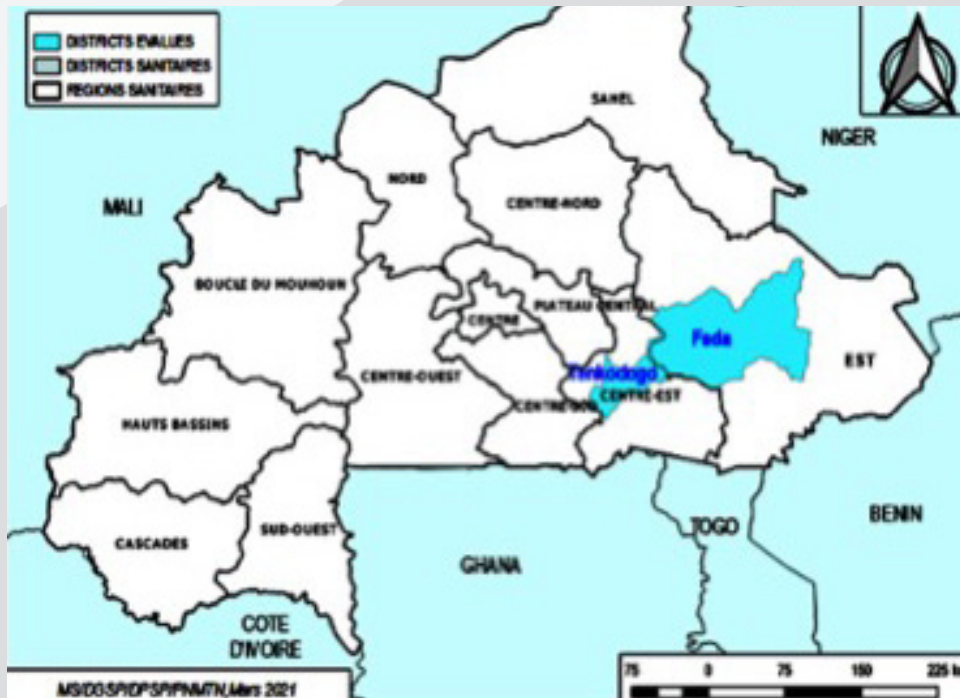 DISTRICTS EVALUES
DISTRICTS SANITAIRES
REGIONS SANITAIRES
SAHEL
NIGER
NORD
CENTRE-NORD
MALI
BOUCLE DU MOUHOUN
PLATEAU CENTRAL
CENTRE
Fada
EST
CENTRE-OUEST
Tenkodogo
CENTRE-EST
CENTRE-SUD
HAUTS BASSINS
BENIN
SUD-OUEST
TOGO
CASCADES
GHANA
COTE
D'IVOIRE
75 0 75 150 225
Mars 2021